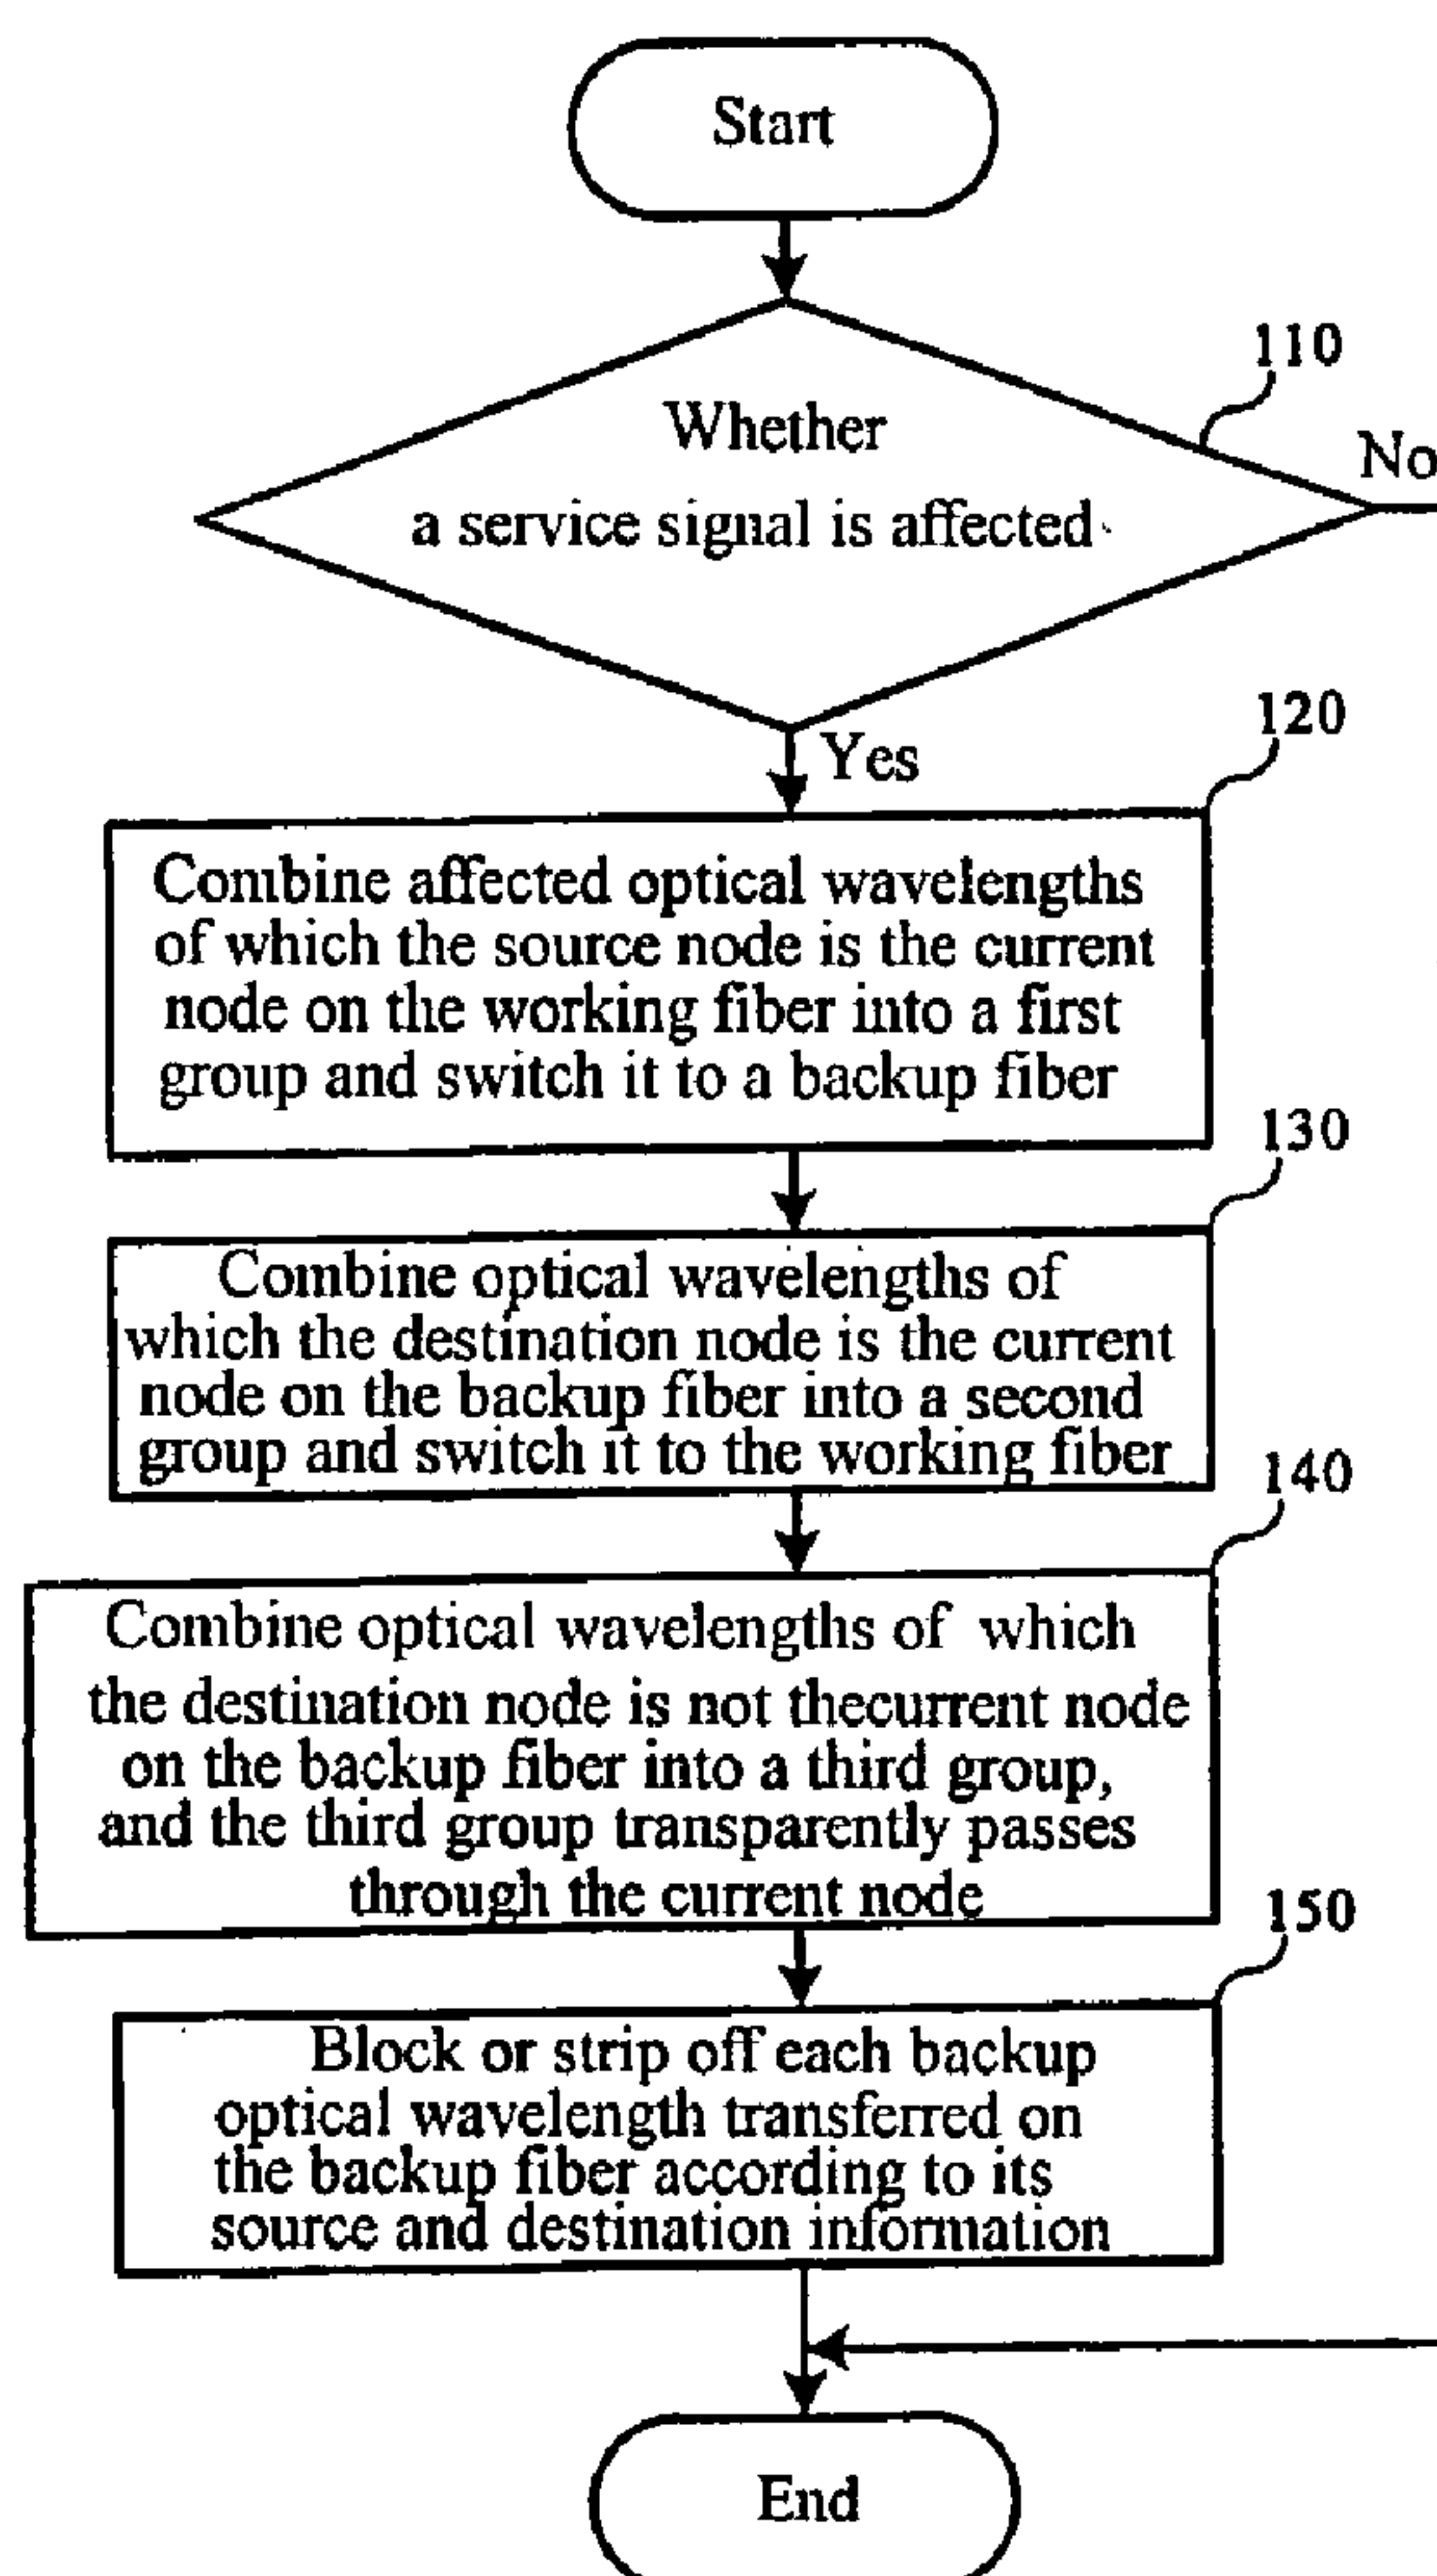 Start
110
No
Whether
a service signal is affected
120
Yes
Combine affected optical wavelengths
of which the source node is the current
node on the working fiber into a first
group and switch it to a backup fiber
130
Combine optical wavelengths of
which the destination node is the current
node on the backup fiber into a second
group and switch it to the working fiber
140
Combine optical wavelengths of which
the destination node is not thecurrent node
on the backup fiber into a third group,
and the third group transparently passes
through the current node
150
Block or strip off each backup
optical wavelength transferred on
the backup fiber according to its
source and destination information
End